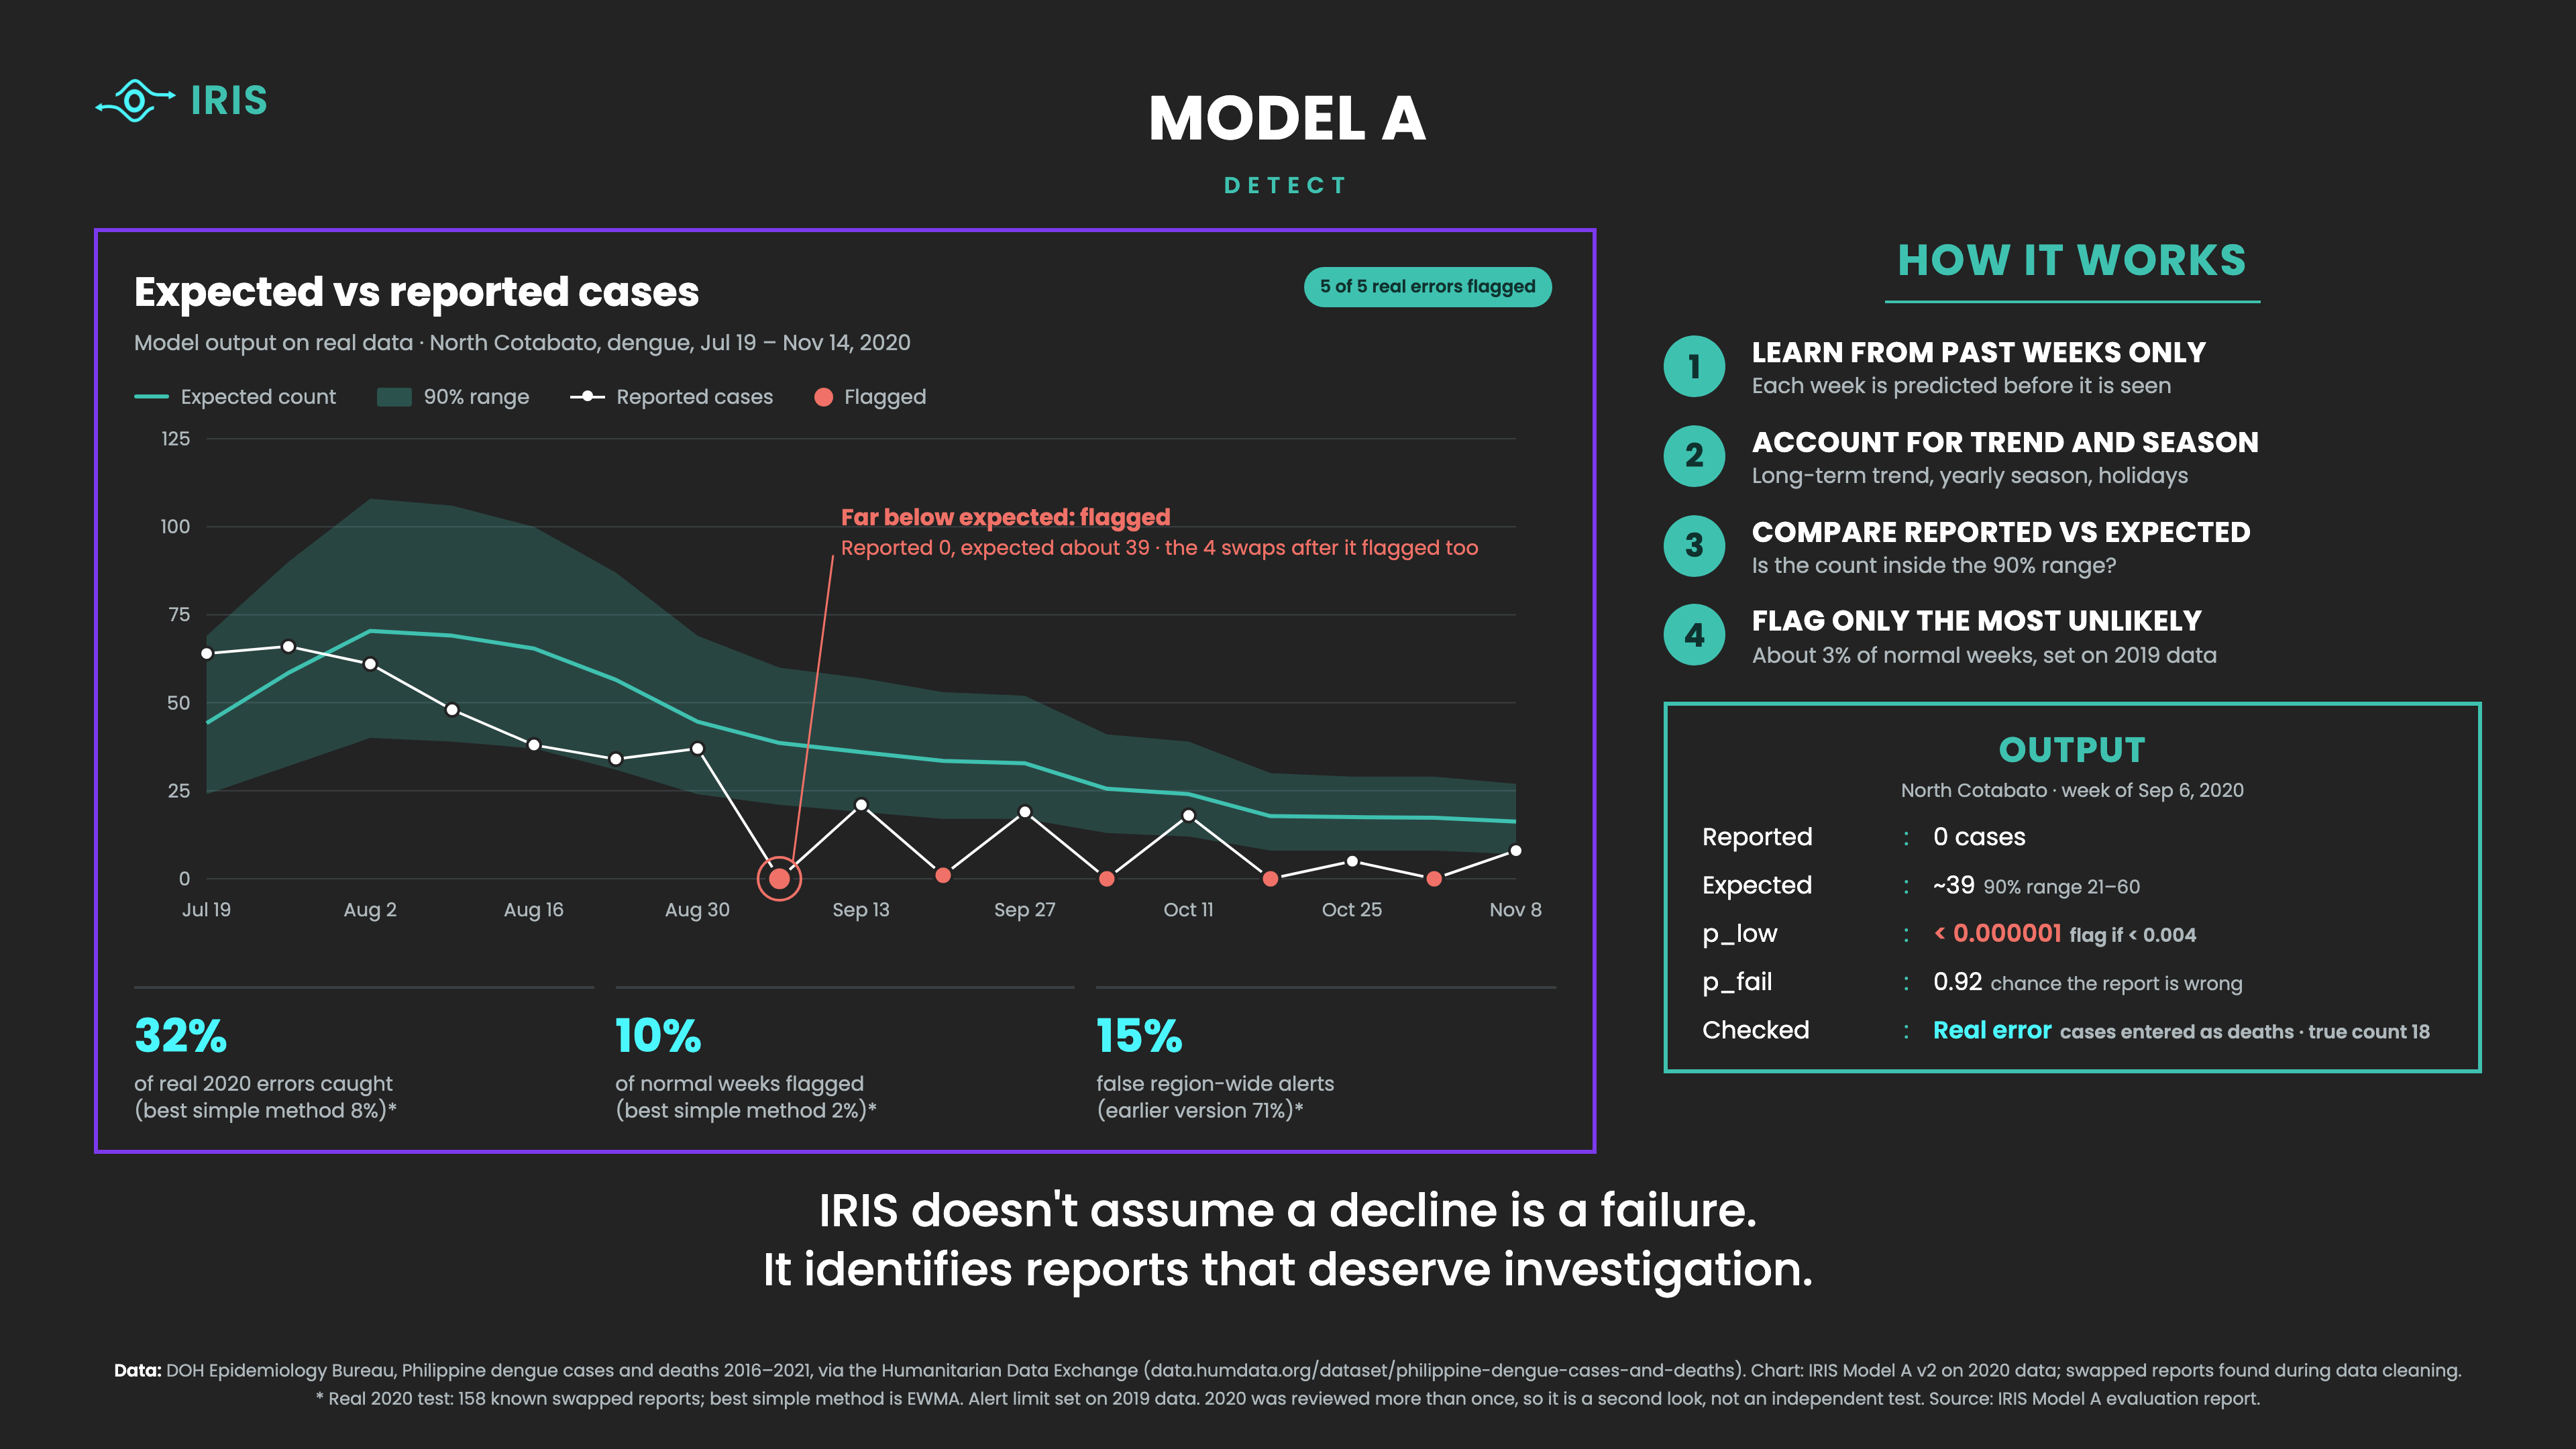 IRIS
MODEL A
DETECT
Expected vs reported cases
5 of 5 real errors flagged
Model output on real data · North Cotabato, dengue, Jul 19 – Nov 14, 2020
Expected count
90% range
Reported cases
Flagged
125
100
75
50
25
0
Far below expected: flagged
Reported 0, expected about 39 · the 4 swaps after it flagged too
Jul 19
Aug 2
Aug 16
Aug 30
Sep 13
Sep 27
Oct 11
Oct 25
Nov 8
32%
of real 2020 errors caught
(best simple method 8%)*
10%
of normal weeks flagged
(best simple method 2%)*
15%
false region-wide alerts
(earlier version 71%)*
HOW IT WORKS
1
LEARN FROM PAST WEEKS ONLY
Each week is predicted before it is seen
2
ACCOUNT FOR TREND AND SEASON
Long-term trend, yearly season, holidays
3
COMPARE REPORTED VS EXPECTED
Is the count inside the 90% range?
4
FLAG ONLY THE MOST UNLIKELY
About 3% of normal weeks, set on 2019 data
OUTPUT
North Cotabato · week of Sep 6, 2020
Reported : 0 cases
Expected : ~39 90% range 21–60
p_low : < 0.000001 flag if < 0.004
p_fail : 0.92 chance the report is wrong
Checked : Real error cases entered as deaths · true count 18
IRIS doesn't assume a decline is a failure.
It identifies reports that deserve investigation.
Data: DOH Epidemiology Bureau, Philippine dengue cases and deaths 2016–2021, via the Humanitarian Data Exchange (data.humdata.org/dataset/philippine-dengue-cases-and-deaths). Chart: IRIS Model A v2 on 2020 data; swapped reports found during data cleaning.
* Real 2020 test: 158 known swapped reports; best simple method is EWMA. Alert limit set on 2019 data. 2020 was reviewed more than once, so it is a second look, not an independent test. Source: IRIS Model A evaluation report.